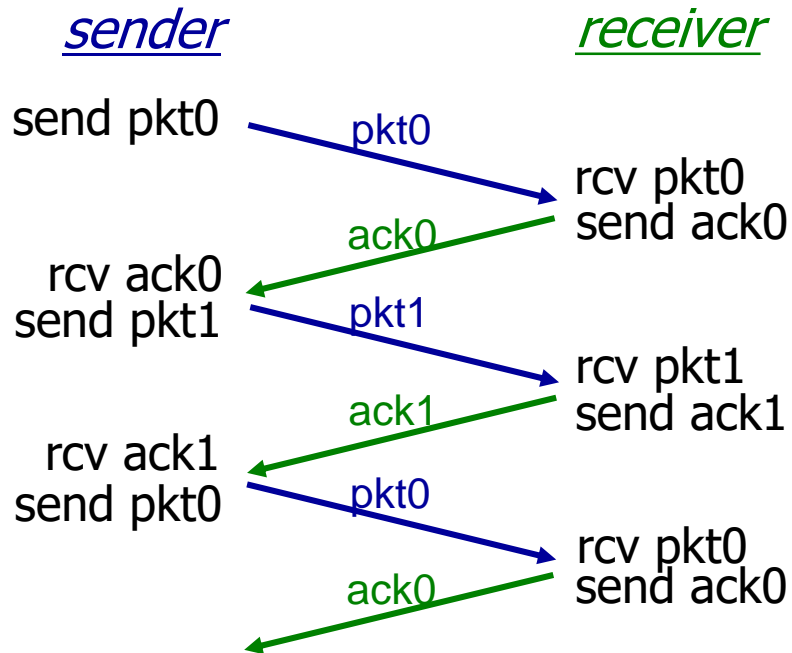 sender
receiver
send pkt0
pkt0
rcv pkt0
send ack0
ack0
rcv ack0
send pkt1
pkt1
rcv pkt1
send ack1
ack1
rcv ack1
send pkt0
pkt0
rcv pkt0
send ack0
ack0